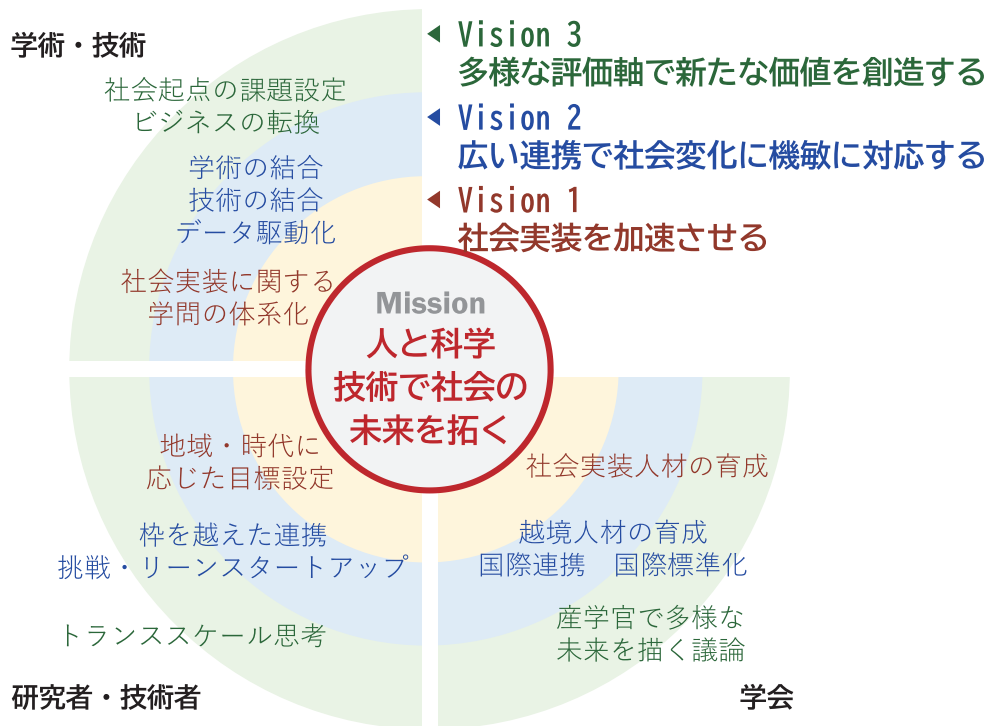 学術・技術
社会起点の課題設定
ビジネスの転換
学術の結合
技術の結合
データ駆動化
社会実装に関する
学問の体系化
Vision 3
多様な評価軸で新たな価値を創造する
Vision 2
広い連携で社会変化に機敏に対応する
Vision 1
社会実装を加速させる
Mission
人と科学
技術で社会の
未来を拓く
地域・時代に
応じた目標設定
枠を越えた連携
挑戦・リーンスタートアップ
トランススケール思考
研究者・技術者
社会実装人材の育成
越境人材の育成
国際連携　国際標準化
産学官で多様な
未来を描く議論
学会